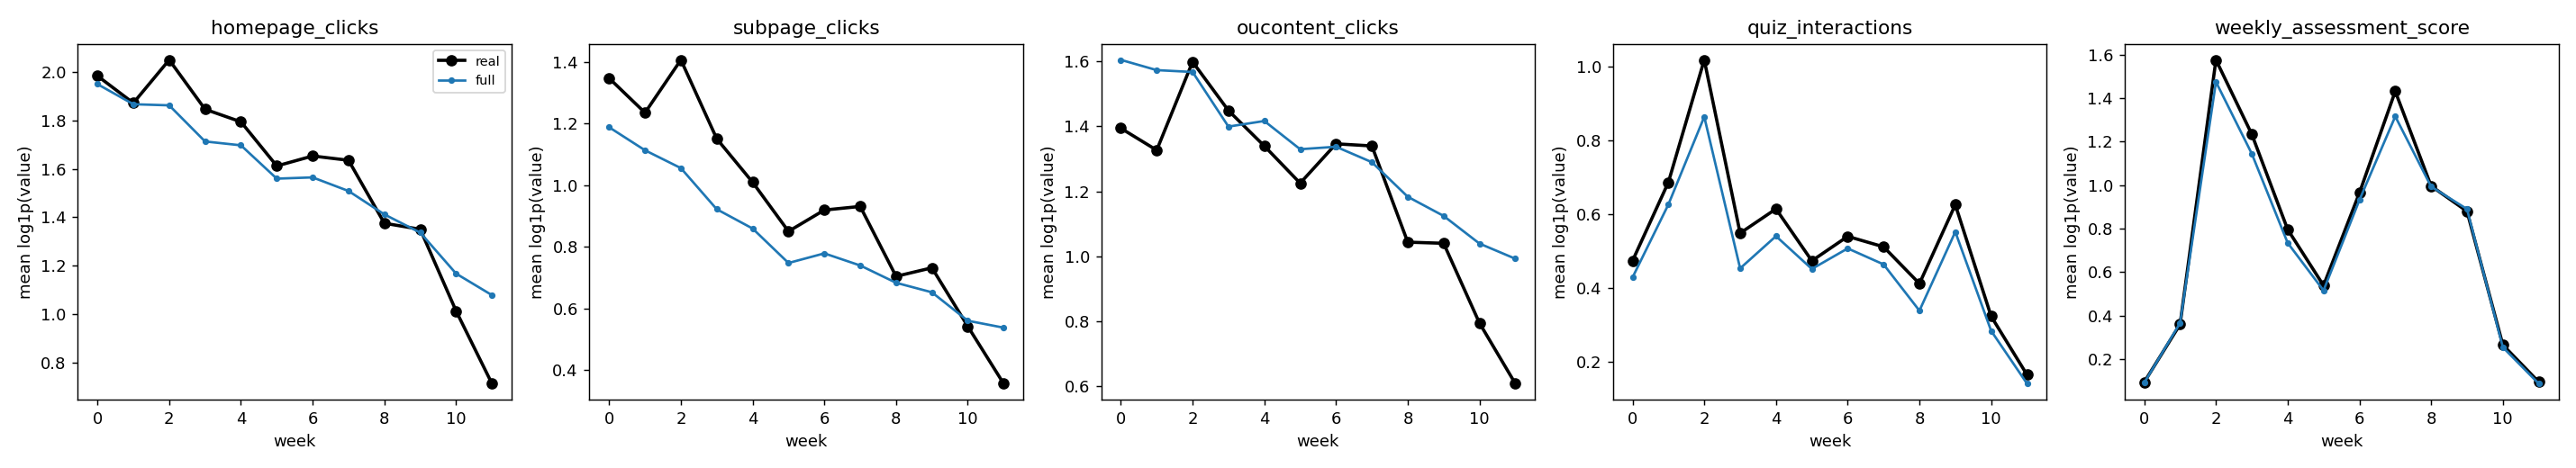 homepage_clicks
mean log1p(value)
2.0
1.8
1.6
1.4
1.2
1.0
0.8
real
full
0 2 4 6 8 10
week
subpage_clicks
mean log1p(value)
1.4
1.2
1.0
0.8
0.6
0.4
0 2 4 6 8 10
week
oucontent_clicks
mean log1p(value)
1.6
1.4
1.2
1.0
0.8
0.6
0 2 4 6 8 10
week
quiz_interactions
mean log1p(value)
1.0
0.8
0.6
0.4
0.2
0 2 4 6 8 10
week
weekly_assessment_score
mean log1p(value)
1.6
1.4
1.2
1.0
0.8
0.6
0.4
0.2
0 2 4 6 8 10
week